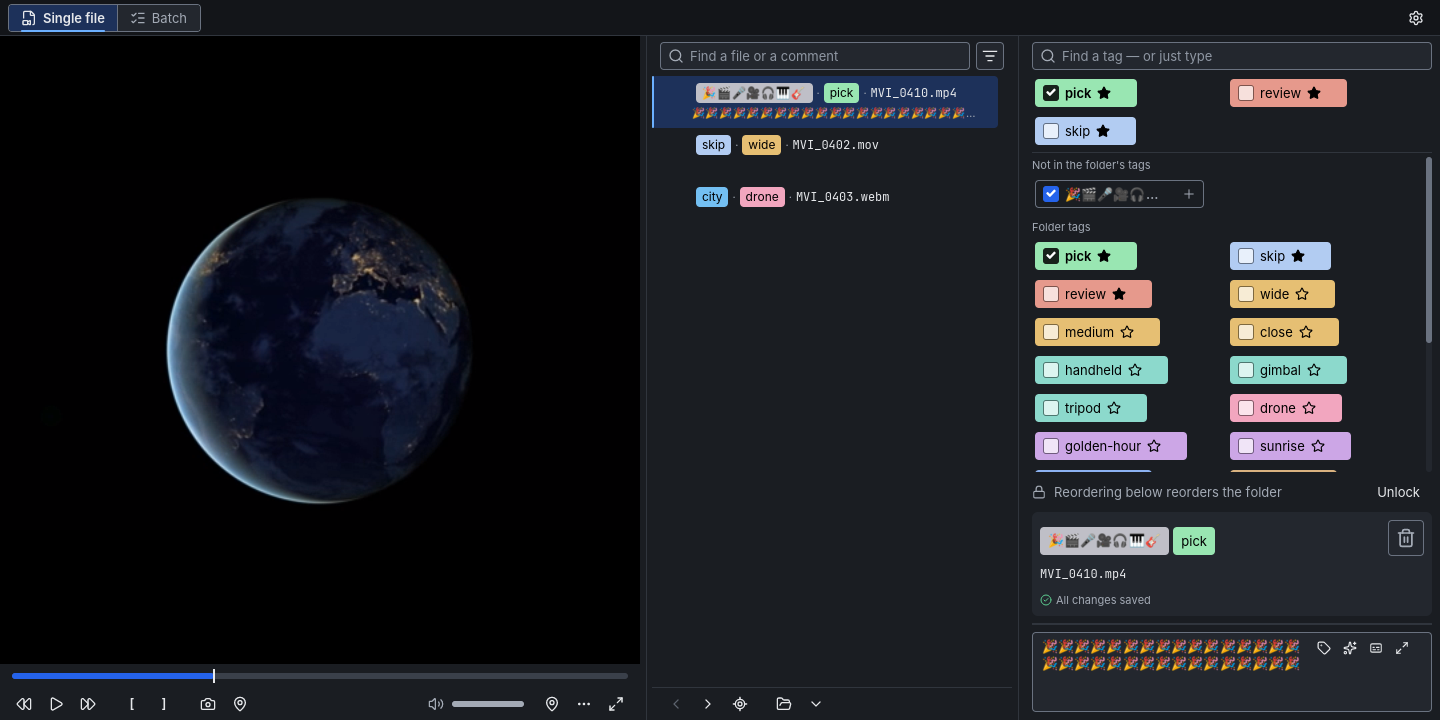 Single file
Batch
Find a file or a comment
🎉🎬🎤🎥🎧🎹🎸 · pick · MVI_0410.mp4
🎉🎉🎉🎉🎉🎉🎉🎉🎉🎉🎉🎉🎉🎉🎉🎉🎉🎉🎉🎉…
skip · wide · MVI_0402.mov
city · drone · MVI_0403.webm
[ ]
Find a tag — or just type
pick
review
skip
Not in the folder's tags
🎉🎬🎤🎥🎧…
Folder tags
pick
skip
review
wide
medium
close
handheld
gimbal
tripod
drone
golden-hour
sunrise
Reordering below reorders the folder
Unlock
🎉🎬🎤🎥🎧🎹🎸 pick
MVI_0410.mp4
All changes saved
🎉🎉🎉🎉🎉🎉🎉🎉🎉🎉🎉🎉🎉🎉🎉🎉
🎉🎉🎉🎉🎉🎉🎉🎉🎉🎉🎉🎉🎉🎉🎉🎉